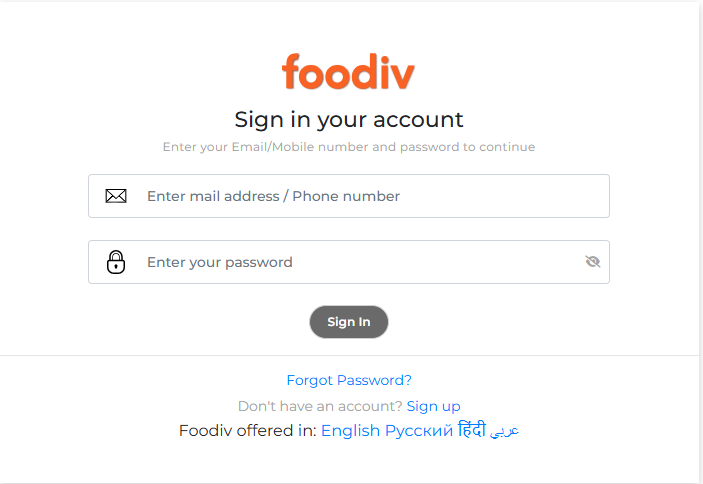 foodiv
Sign in your account
Enter your Email/Mobile number and password to continue
Enter mail address / Phone number
Enter your password
Sign In
Forgot Password?
Don't have an account? Sign up
Foodiv offered in: English Русский हिंदी عربي